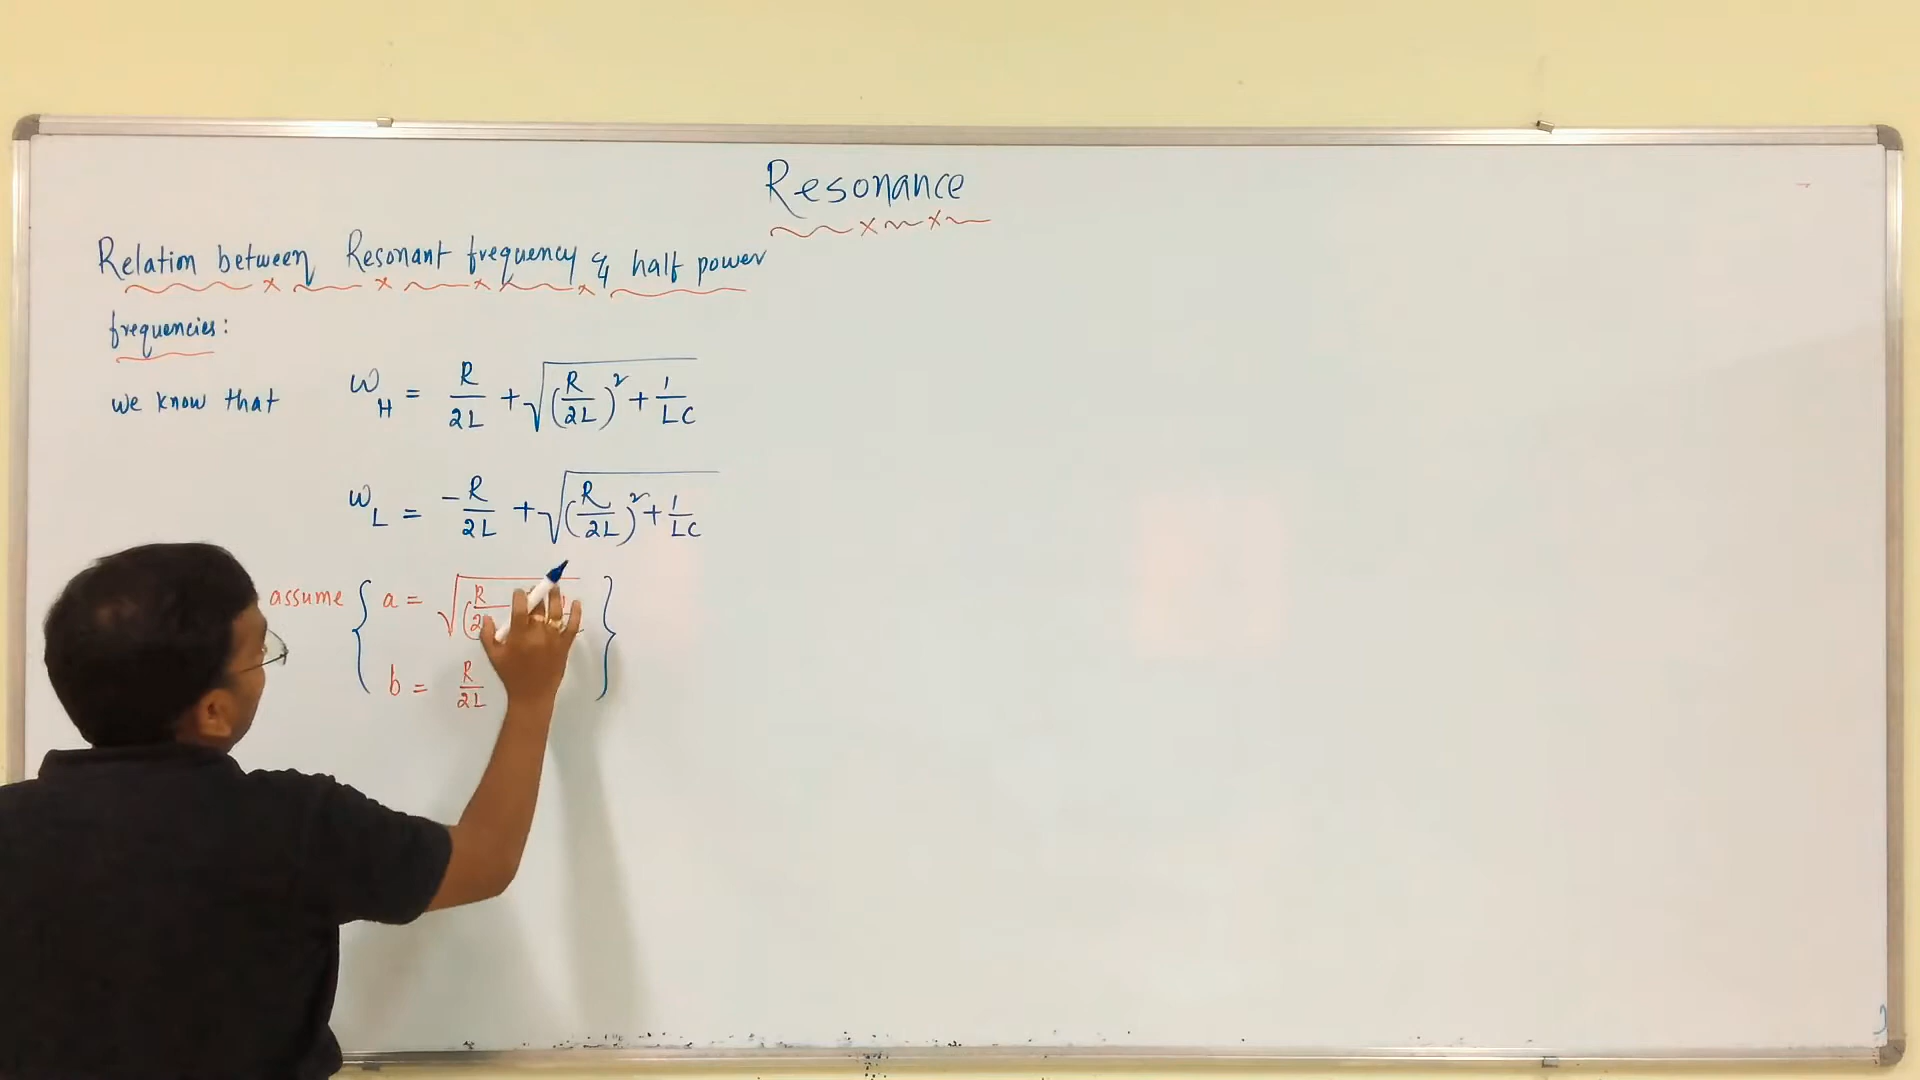 Resonance
Relation between Resonant frequency & half power
frequencies:
we know that ω_H = R/2L + √((R/2L)² + 1/LC)
ω_L = -R/2L + √((R/2L)² + 1/LC)
assume { a = √((R/2
b = R/2L }